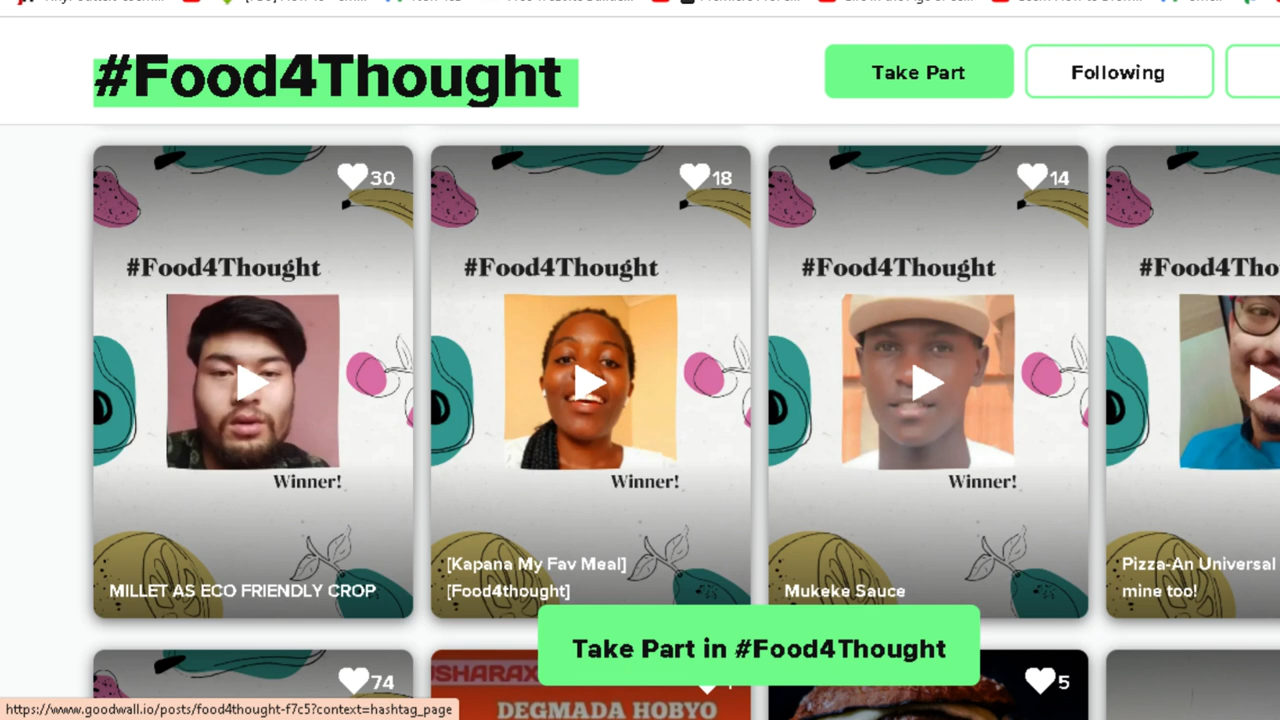 #Food4Thought
Take Part
Following
30
18
14
#Food4Thought
#Food4Thought
#Food4Thought
#Food4Tho
Winner!
Winner!
Winner!
MILLET AS ECO FRIENDLY CROP
[Kapana My Fav Meal]
[Food4thought]
Mukeke Sauce
Pizza-An Universal
mine too!
Take Part in #Food4Thought
74
5
DEGMADA HOBYO
https://www.goodwall.io/posts/food4thought-f7c5?context=hashtag_page